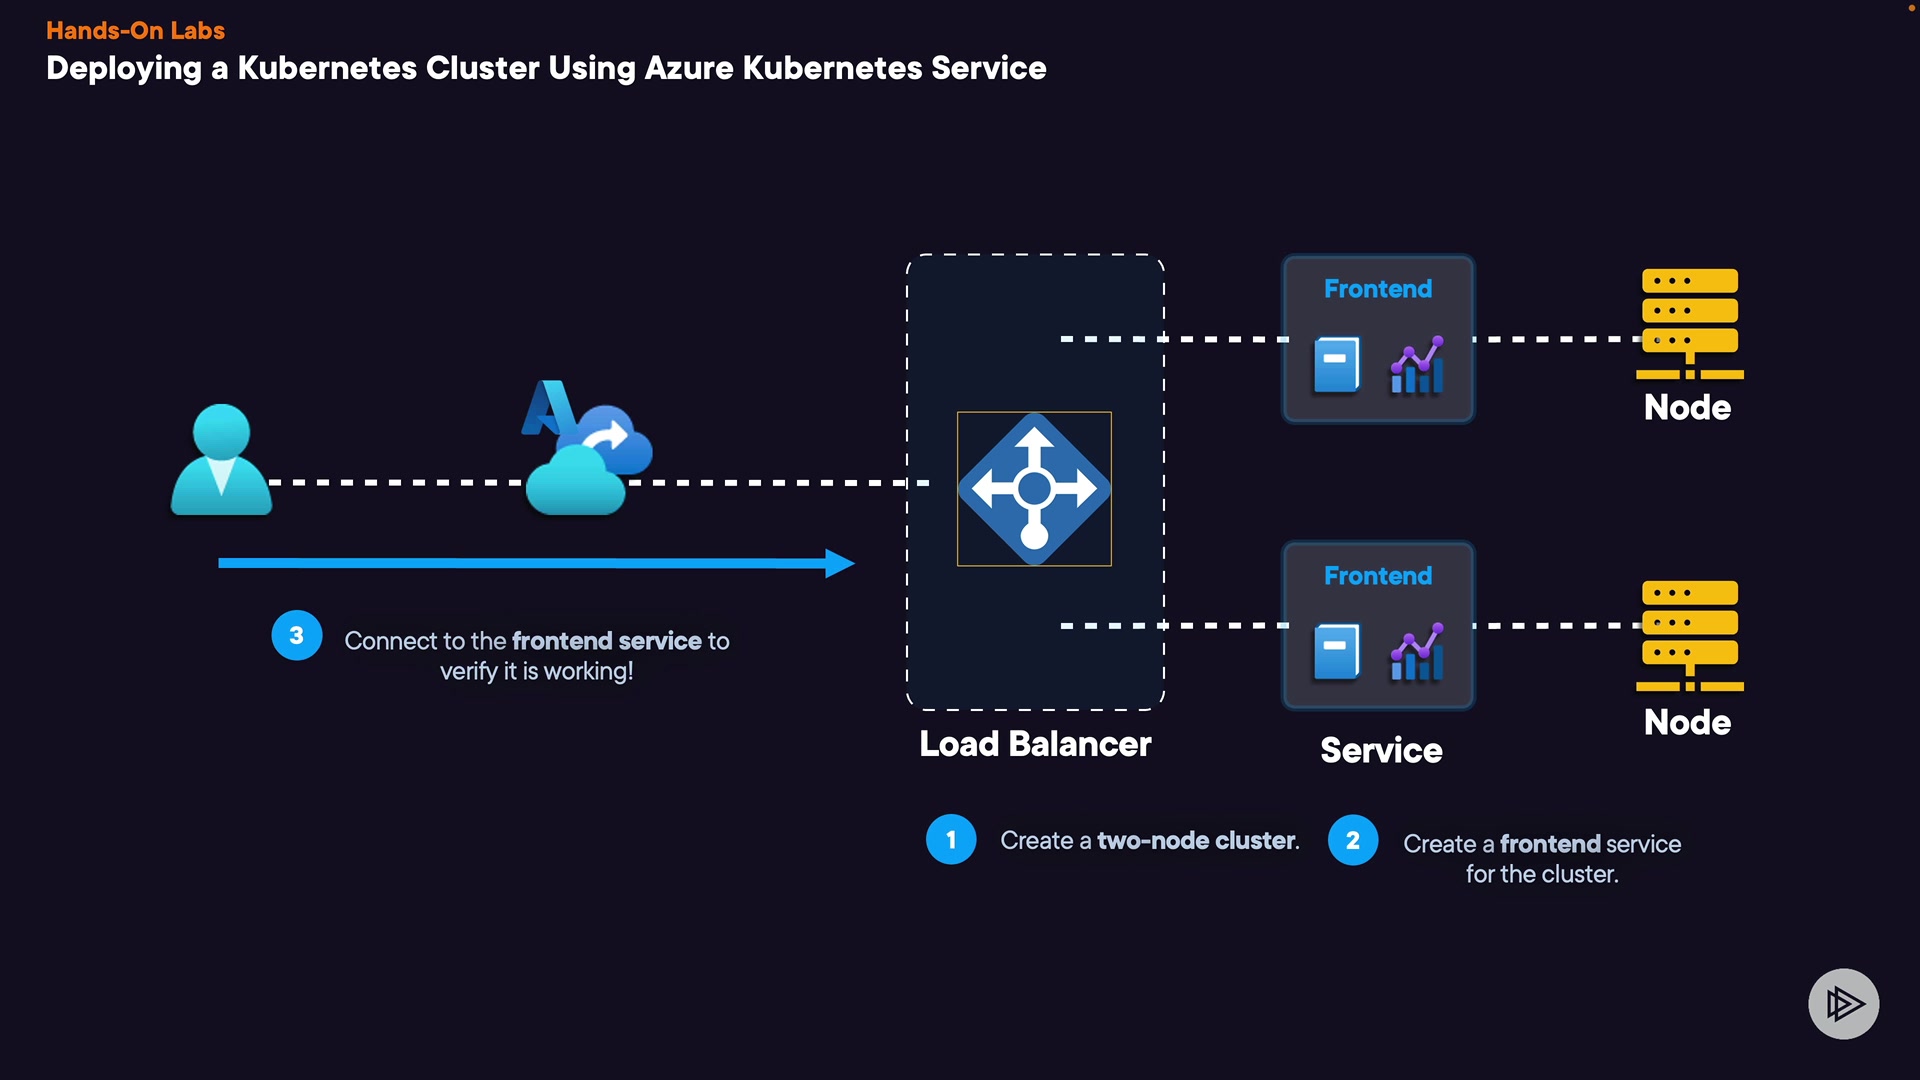 Hands-On Labs
Deploying a Kubernetes Cluster Using Azure Kubernetes Service
Frontend
Node
3
Connect to the frontend service to
verify it is working!
Frontend
Node
Load Balancer
Service
1
Create a two-node cluster.
2
Create a frontend service
for the cluster.